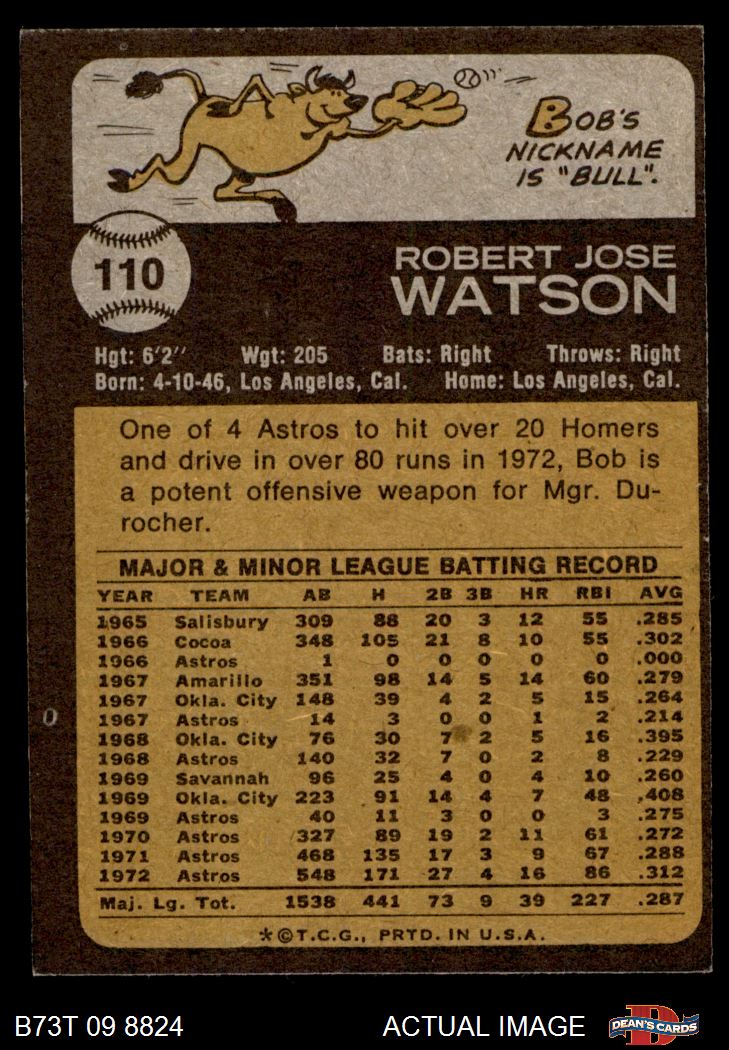 BOB'S
NICKNAME
IS "BULL".
110
ROBERT JOSE
WATSON
Hgt: 6'2" Wgt: 205 Bats: Right Throws: Right
Born: 4-10-46, Los Angeles, Cal. Home: Los Angeles, Cal.
One of 4 Astros to hit over 20 Homers
and drive in over 80 runs in 1972, Bob is
a potent offensive weapon for Mgr. Du-
rocher.
MAJOR & MINOR LEAGUE BATTING RECORD
YEAR TEAM AB H 2B 3B HR RBI AVG
1965 Salisbury 309 88 20 3 12 55 .285
1966 Cocoa 348 105 21 8 10 55 .302
1966 Astros 1 0 0 0 0 0 .000
1967 Amarillo 351 98 14 5 14 60 .279
1967 Okla. City 148 39 4 2 5 15 .264
1967 Astros 14 3 0 0 1 2 .214
1968 Okla. City 76 30 7 2 5 16 .395
1968 Astros 140 32 7 0 2 8 .229
1969 Savannah 96 25 4 0 4 10 .260
1969 Okla. City 223 91 14 4 7 48 .408
1969 Astros 40 11 3 0 0 3 .275
1970 Astros 327 89 19 2 11 61 .272
1971 Astros 468 135 17 3 9 67 .288
1972 Astros 548 171 27 4 16 86 .312
Maj. Lg. Tot. 1538 441 73 9 39 227 .287
*©T.C.G., PRTD. IN U.S.A.
B73T 09 8824 ACTUAL IMAGE DEAN'S CARDS